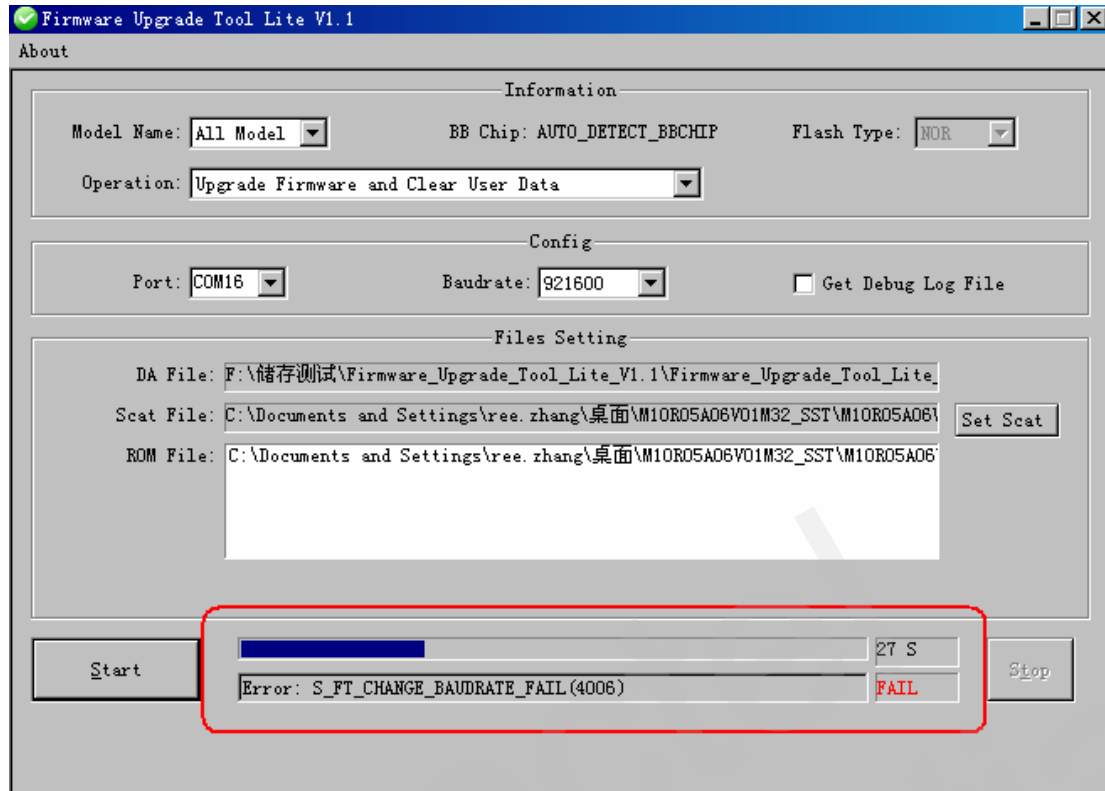 Firmware Upgrade Tool Lite V1.1
About
Information
Model Name: All Model BB Chip: AUTO_DETECT_BBCHIP Flash Type: NOR
Operation: Upgrade Firmware and Clear User Data
Config
Port: COM16 Baudrate: 921600 Get Debug Log File
Files Setting
DA File: F:\储存测试\Firmware_Upgrade_Tool_Lite_V1.1\Firmware_Upgrade_Tool_Lite_
Scat File: C:\Documents and Settings\ree.zhang\桌面\M10R05A06V01M32_SST\M10R05A06\ Set Scat
ROM File: C:\Documents and Settings\ree.zhang\桌面\M10R05A06V01M32_SST\M10R05A06
27 S
Start Stop
Error: S_FT_CHANGE_BAUDRATE_FAIL(4006) FAIL